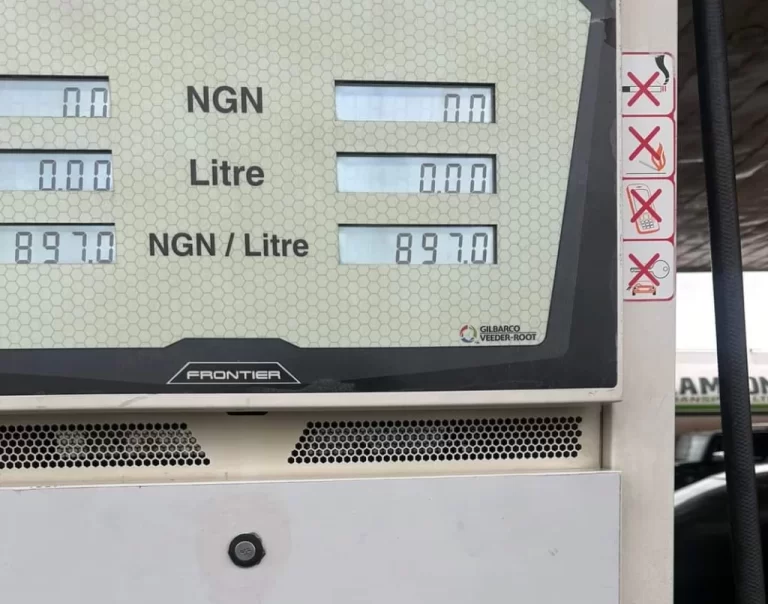 0.0 NGN 0.0
0.00 Litre 0.00
897.0 NGN / Litre 897.0
GILBARCO
VEEDER-ROOT
FRONTIER